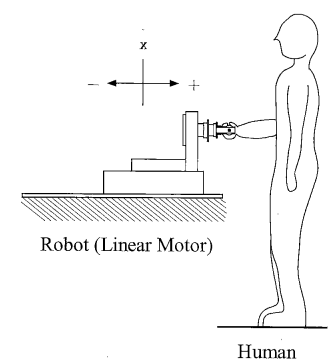 x
− +
Robot (Linear Motor)
Human